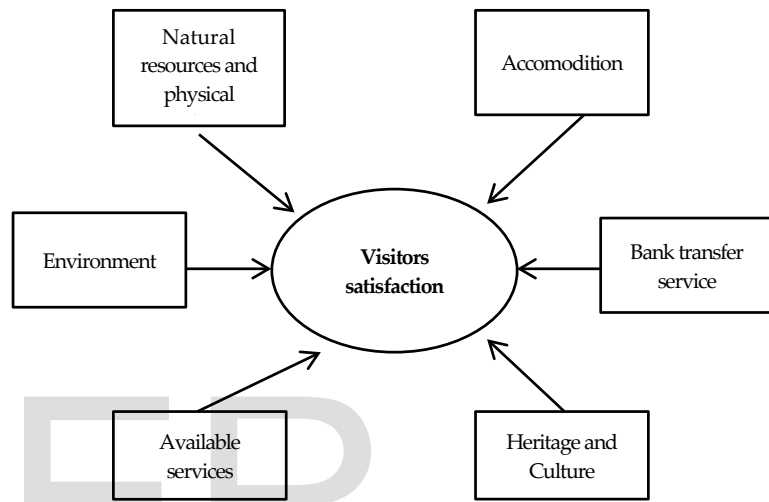 Natural
resources and
physical
Accomodition
Environment
Visitors
satisfaction
Bank transfer
service
Available
services
Heritage and
Culture